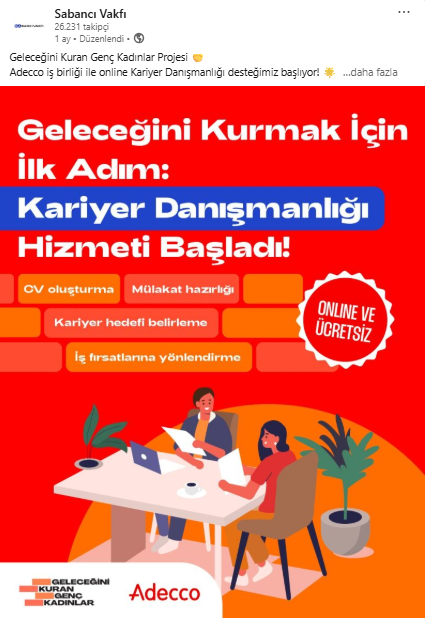 Sabancı Vakfı
26.231 takipçi
1 ay • Düzenlendi •
Geleceğini Kuran Genç Kadınlar Projesi
Adecco iş birliği ile online Kariyer Danışmanlığı desteğimiz başlıyor! ...daha fazla
Geleceğini Kurmak İçin
İlk Adım:
Kariyer Danışmanlığı
Hizmeti Başladı!
CV oluşturma
Mülakat hazırlığı
Kariyer hedefi belirleme
İş fırsatlarına yönlendirme
ONLINE VE
ÜCRETSİZ
GELECEĞİNİ
KURAN
GENÇ
KADINLAR
Adecco